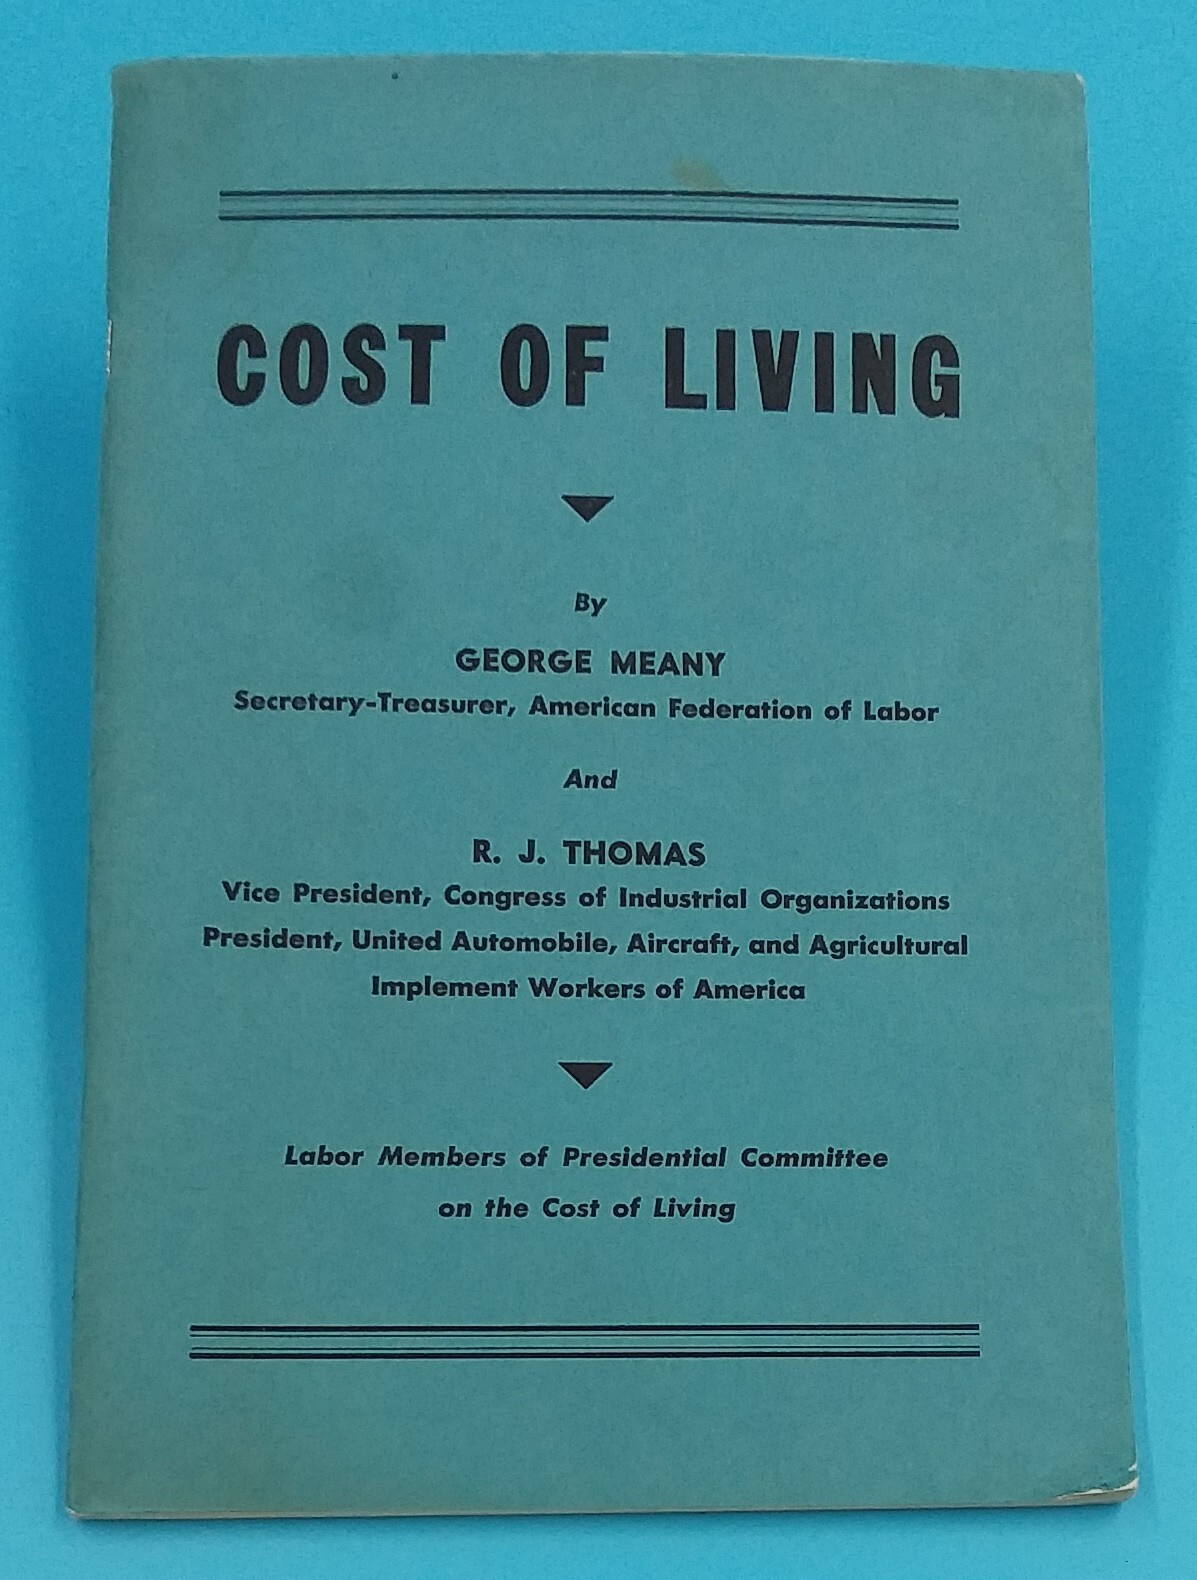 COST OF LIVING
By
GEORGE MEANY
Secretary-Treasurer, American Federation of Labor
And
R. J. THOMAS
Vice President, Congress of Industrial Organizations
President, United Automobile, Aircraft, and Agricultural
Implement Workers of America
Labor Members of Presidential Committee
on the Cost of Living